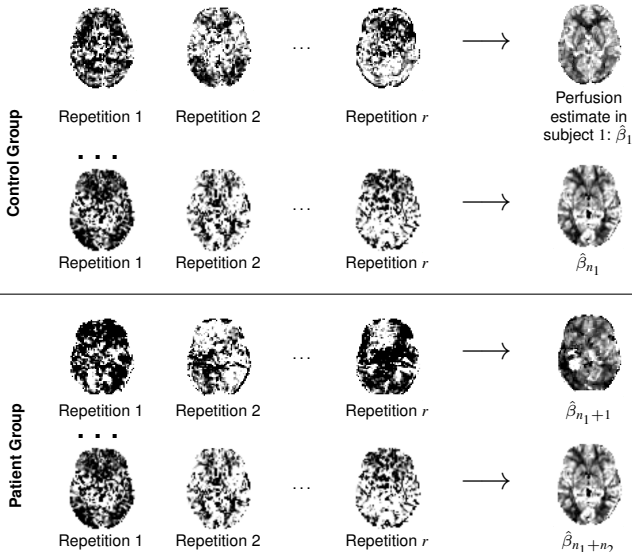 Control Group
Repetition 1 Repetition 2 ... Repetition r
Perfusion
estimate in
subject 1: β̂₁
...
Repetition 1 Repetition 2 ... Repetition r β̂ₙ₁
Patient Group
Repetition 1 Repetition 2 ... Repetition r β̂ₙ₁₊₁
...
Repetition 1 Repetition 2 ... Repetition r β̂ₙ₁₊ₙ₂